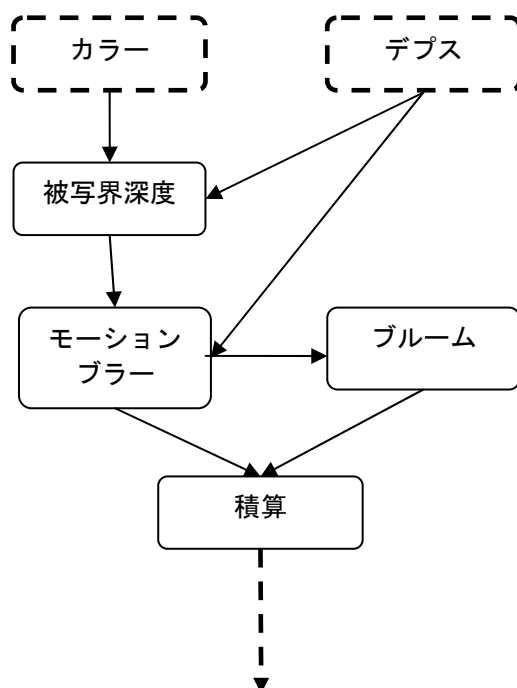 カラー
デプス
被写界深度
モーション
ブラー
ブルーム
積算